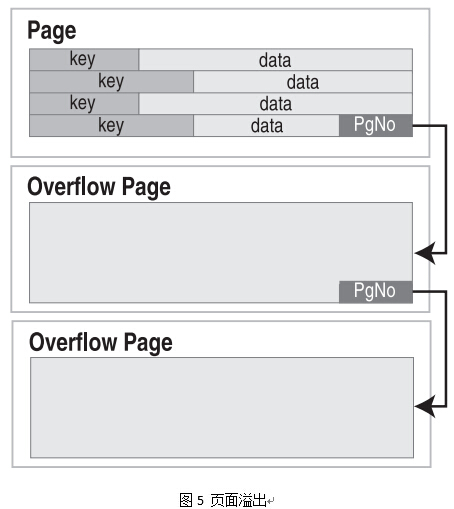 Page
key data
key data
key data
key data PgNo
Overflow Page
PgNo
Overflow Page
图 5 页面溢出↵